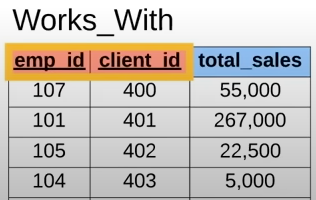 Works_With
emp_id client_id total_sales
107 400 55,000
101 401 267,000
105 402 22,500
104 403 5,000